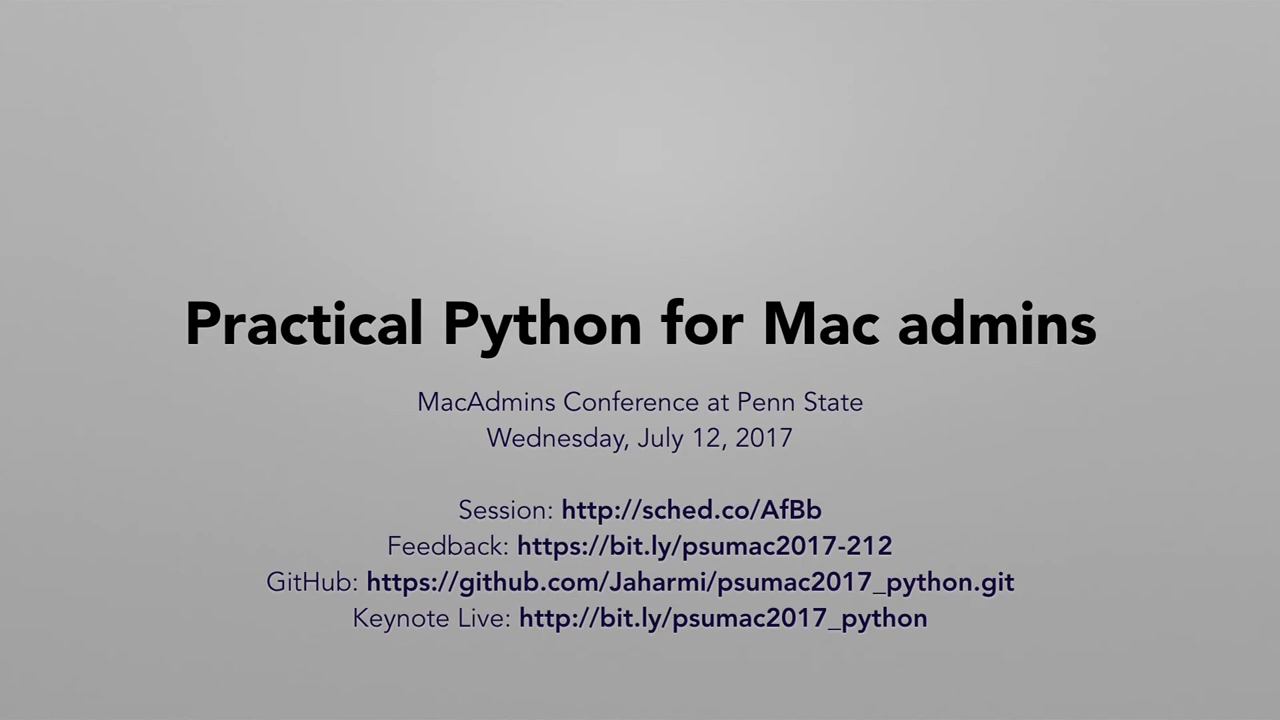 Practical Python for Mac admins
MacAdmins Conference at Penn State
Wednesday, July 12, 2017
Session: http://sched.co/AfBb
Feedback: https://bit.ly/psumac2017-212
GitHub: https://github.com/Jaharmi/psumac2017_python.git
Keynote Live: http://bit.ly/psumac2017_python